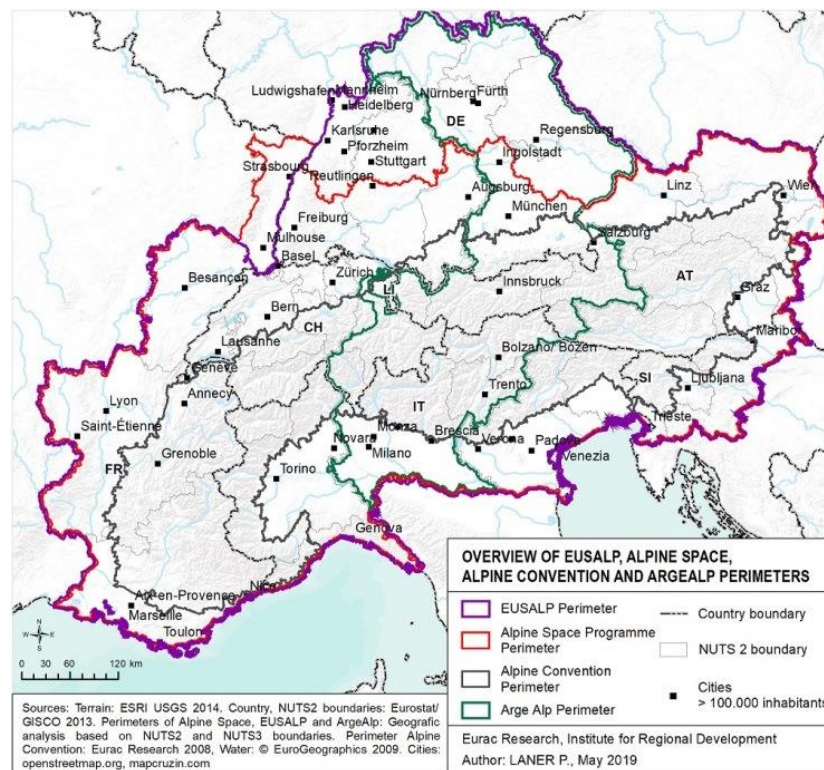 Ludwigshafen Mannheim
Heidelberg
Nürnberg Fürth
DE
Karlsruhe
Pforzheim
Regensburg
Stuttgart
Ingolstadt
Strasbourg
Reutlingen
Augsburg
Linz
Wien
München
Freiburg
Salzburg
Mulhouse
Basel
Zürich
Besançon
LI
Innsbruck
AT
Graz
Bern
CH
Maribor
Lausanne
Bolzano/ Bozen
Genève
SI
Ljubljana
Annecy
Trento
IT
Lyon
Trieste
Monza
Brescia
Saint-Étienne
Novara
Verona
Padova
Milano
Venezia
FR
Grenoble
Torino
Genova
Nice
Aix-en-Provence
Marseille
Toulon
N
W E
S
0 30 60 120 km
OVERVIEW OF EUSALP, ALPINE SPACE,
ALPINE CONVENTION AND ARGEALP PERIMETERS
EUSALP Perimeter
Alpine Space Programme
Perimeter
Alpine Convention
Perimeter
Arge Alp Perimeter
Country boundary
NUTS 2 boundary
Cities
> 100.000 inhabitants
Sources: Terrain: ESRI USGS 2014. Country, NUTS2 boundaries: Eurostat/
GISCO 2013. Perimeters of Alpine Space, EUSALP and ArgeAlp: Geografic
analysis based on NUTS2 and NUTS3 boundaries. Perimeter Alpine
Convention: Eurac Research 2008, Water: © EuroGeographics 2009. Cities:
openstreetmap.org, mapcruzin.com
Eurac Research, Institute for Regional Development
Author: LANER P., May 2019